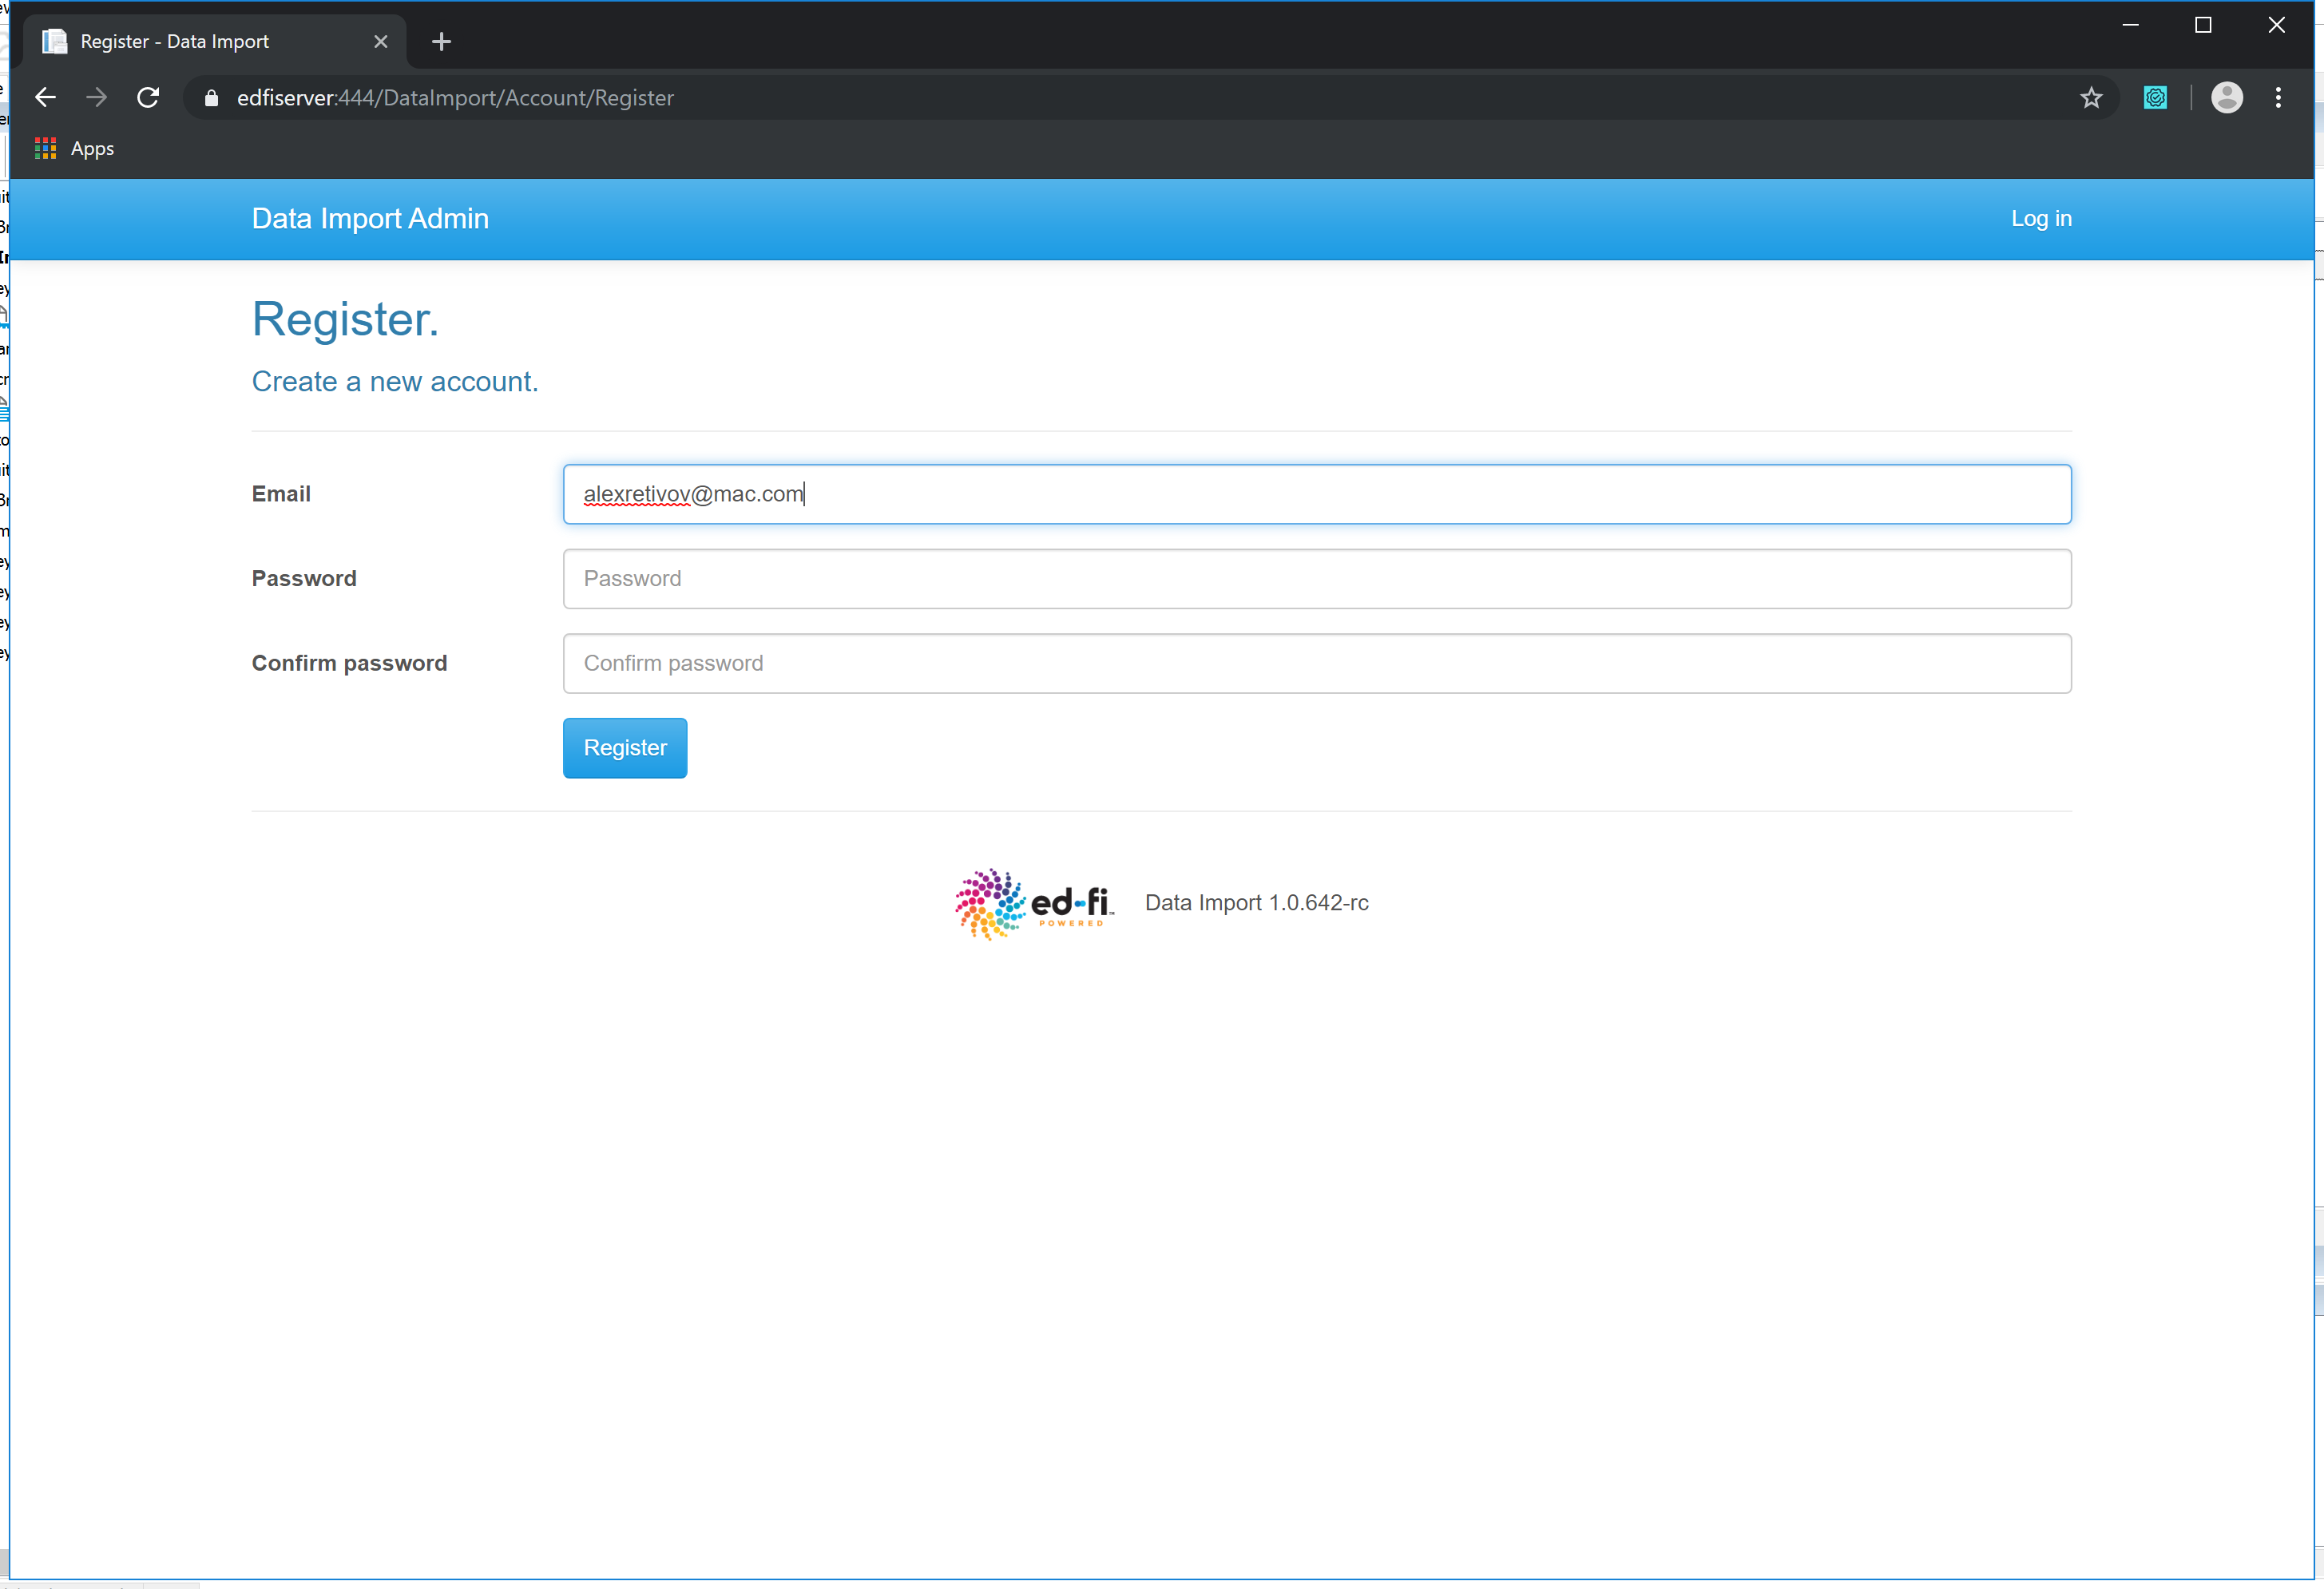 Register - Data Import
edfiserver:444/DataImport/Account/Register
Apps
Data Import Admin
Log in
Register.
Create a new account.
Email
alexretivov@mac.com
Password
Password
Confirm password
Confirm password
Register
ed-fi
POWERED
Data Import 1.0.642-rc